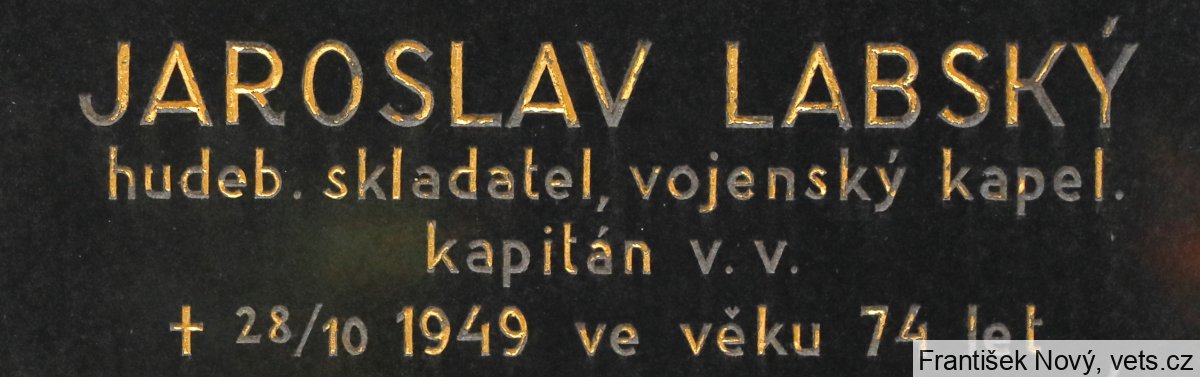 JAROSLAV LABSKÝ
hudeb. skladatel, vojenský kapel.
kapitán v. v.
† 28/10 1949 ve věku 74 let
František Nový, vets.cz